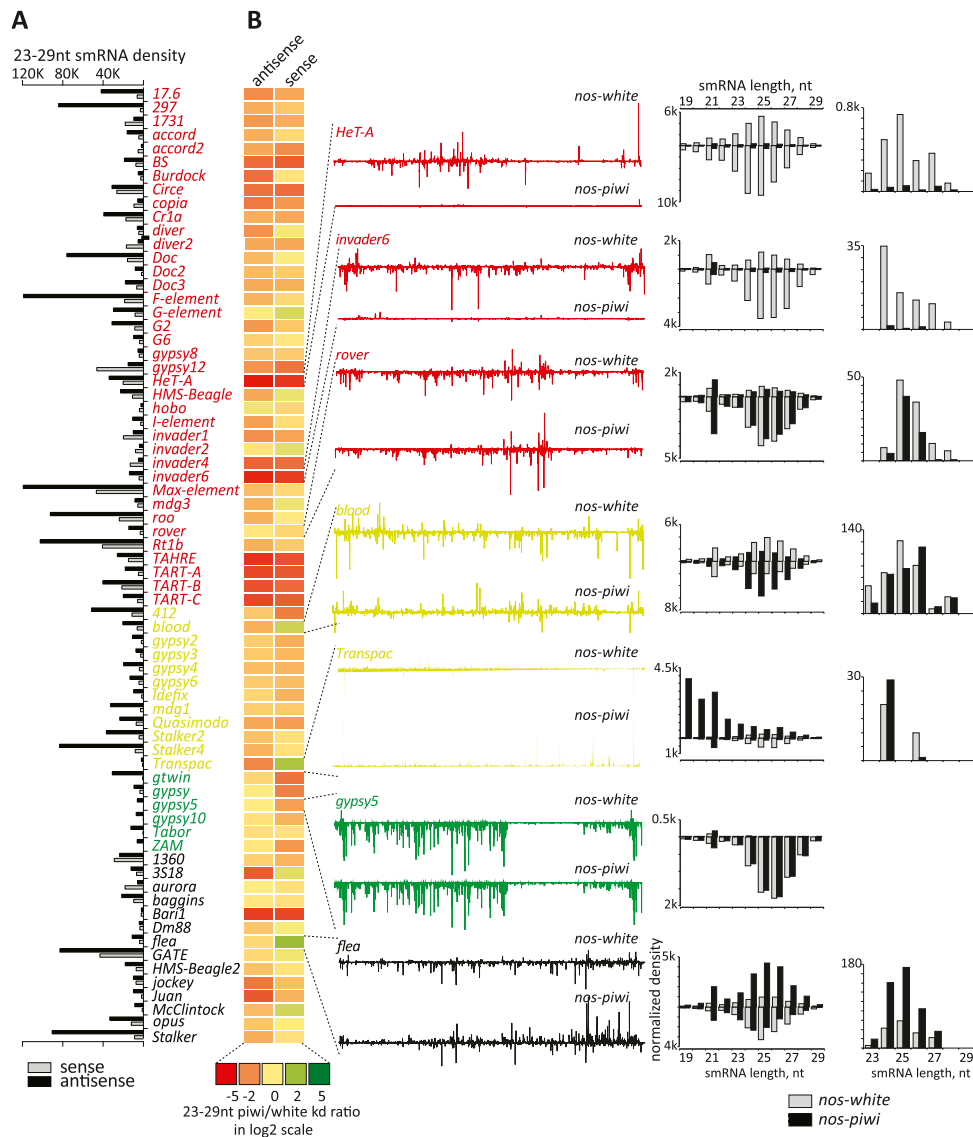 A
B
23-29nt smRNA density
120K 80K 40K
antisense
sense
17.6
297
1731
accord
accord2
BS
Burdock
Circe
copia
Cr1a
diver
diver2
Doc
Doc2
Doc3
F-element
G-element
G2
G6
gypsy8
gypsy12
HeT-A
HMS-Beagle
hobo
I-element
invader1
invader2
invader4
invader6
Max-element
mdg3
roo
rover
Rt1b
TAHRE
TART-A
TART-B
TART-C
412
blood
gypsy2
gypsy3
gypsy4
gypsy6
Idefix
mdg1
Quasimodo
Stalker2
Stalker4
Transpac
gtwin
gypsy
gypsy5
gypsy10
Tabor
ZAM
1360
3S18
aurora
baggins
Bari1
Dm88
flea
GATE
HMS-Beagle2
jockey
Juan
McClintock
opus
Stalker
sense
antisense
-5 -2 0 2 5
23-29nt piwi/white kd ratio
in log2 scale
nos-white
HeT-A
nos-piwi
nos-white
invader6
nos-piwi
nos-white
rover
nos-piwi
nos-white
blood
nos-piwi
nos-white
Transpac
nos-piwi
nos-white
gypsy5
nos-piwi
nos-white
flea
nos-piwi
smRNA length, nt
19 21 23 25 27 29
6k
10k
2k
4k
2k
5k
6k
8k
4.5k
1k
0.5k
2k
5k
4k
normalized density
19 21 23 25 27 29
smRNA length, nt
0.8k
35
50
140
30
180
23 25 27 29
smRNA length, nt
nos-white
nos-piwi